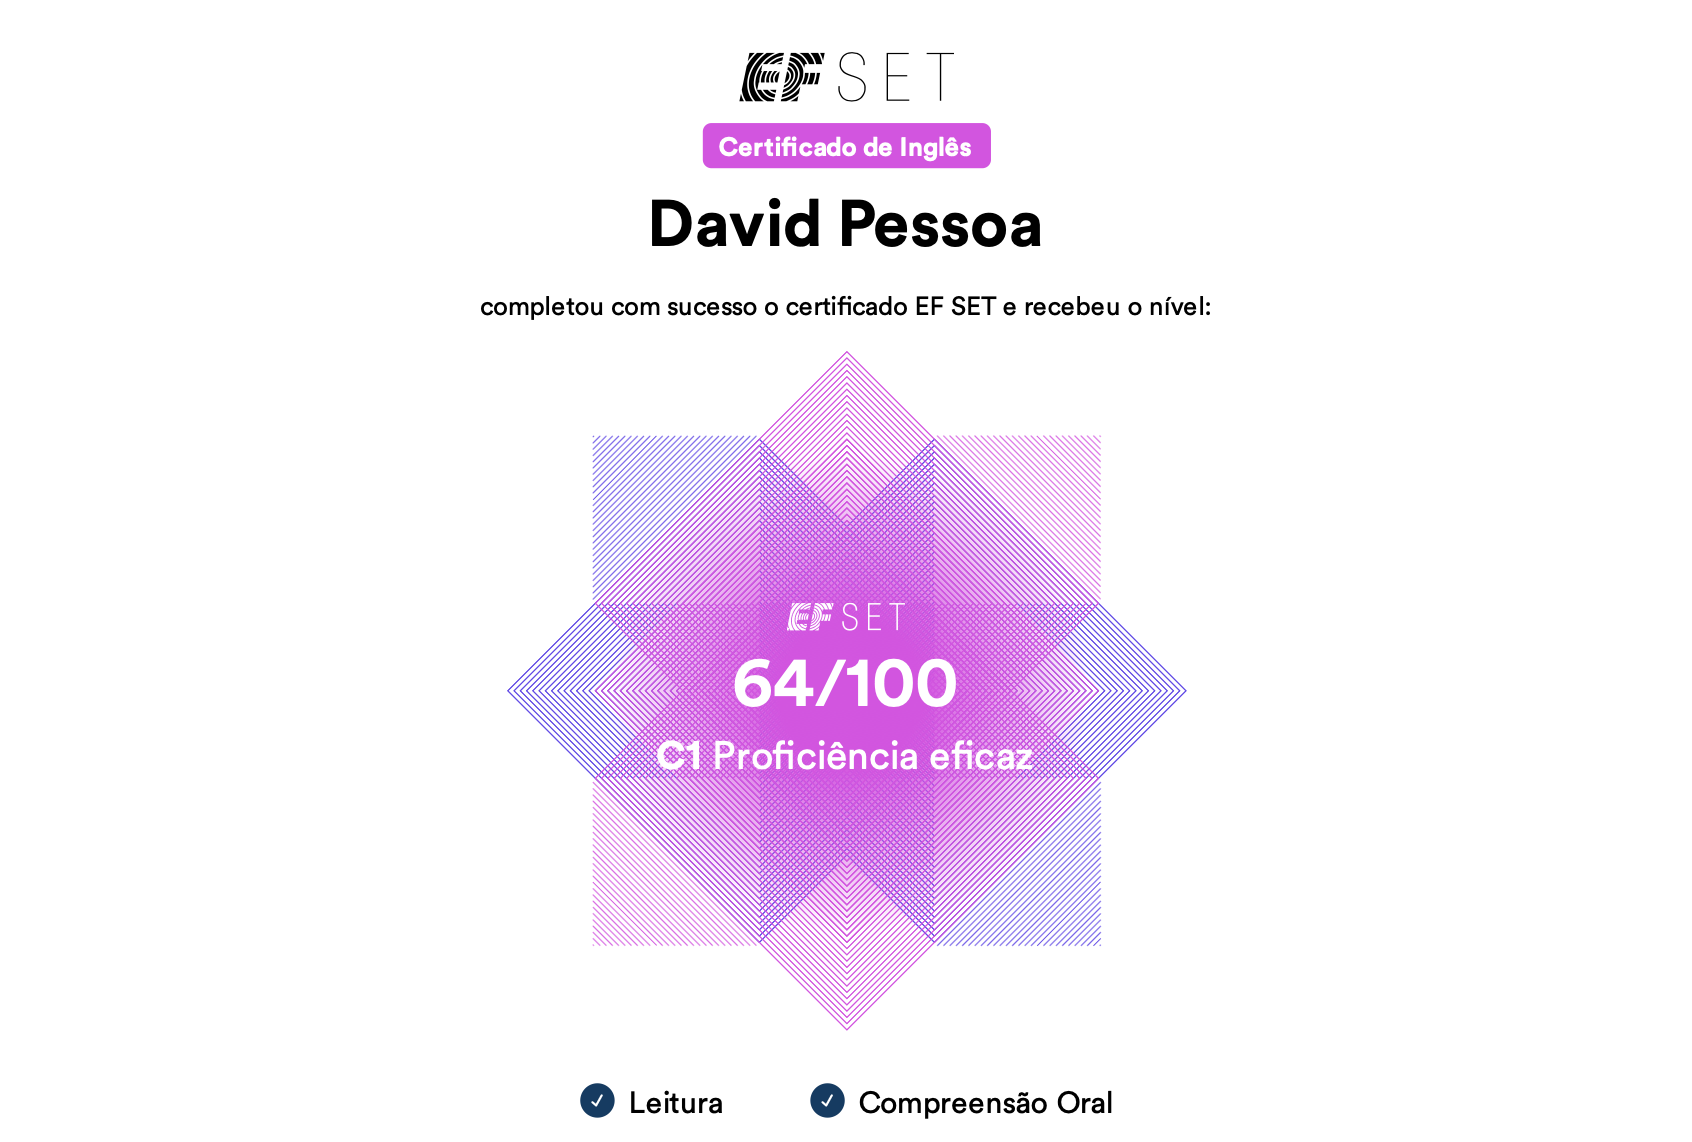 EF SET
Certificado de Inglês
David Pessoa
completou com sucesso o certificado EF SET e recebeu o nível:
EF SET
64/100
C1 Proficiência eficaz
Leitura
Compreensão Oral